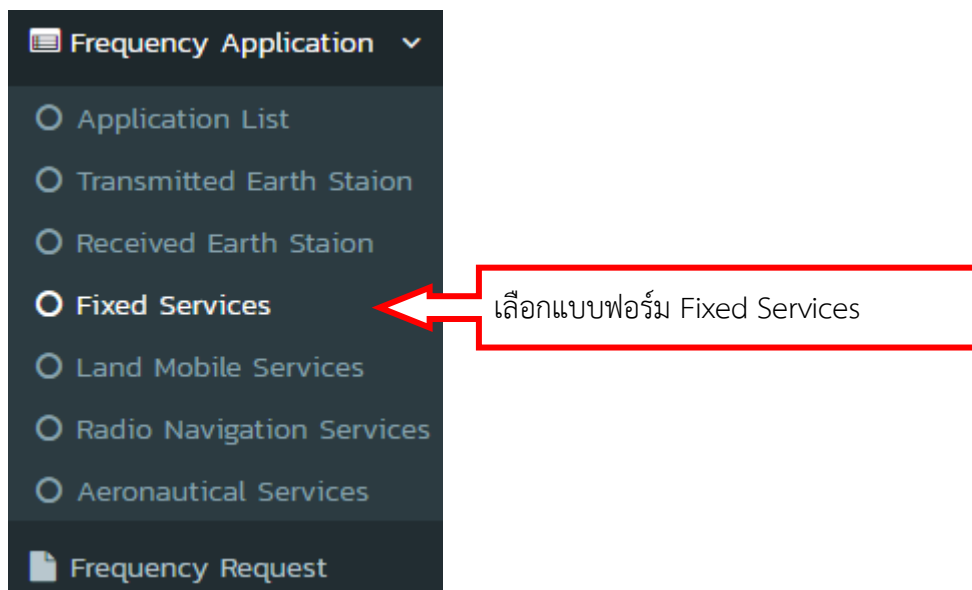 Frequency Application
Application List
Transmitted Earth Staion
Received Earth Staion
Fixed Services
เลือกแบบฟอร์ม Fixed Services
Land Mobile Services
Radio Navigation Services
Aeronautical Services
Frequency Request